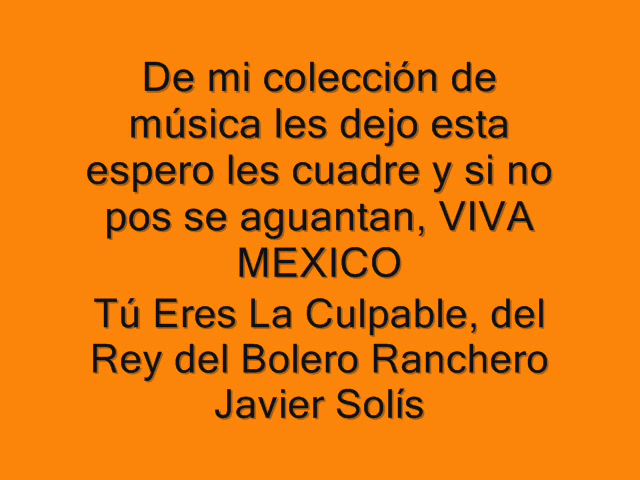 De mi colección de
música les dejo esta
espero les cuadre y si no
pos se aguantan, VIVA
MEXICO
Tú Eres La Culpable, del
Rey del Bolero Ranchero
Javier Solís